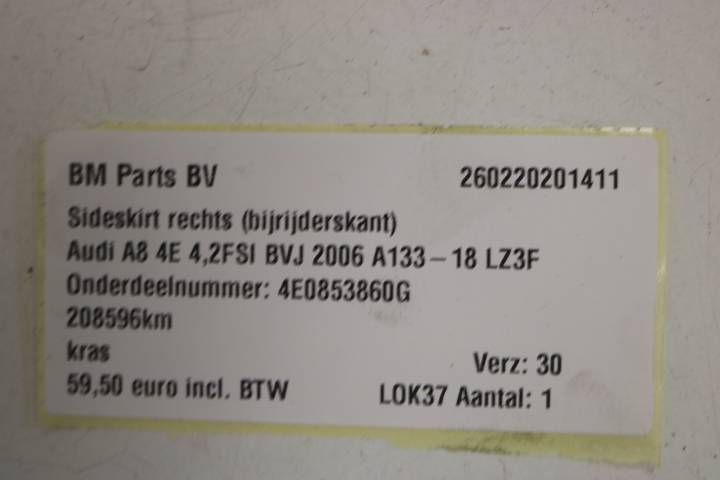 BM Parts BV 260220201411
Sideskirt rechts (bijrijderskant)
Audi A8 4E 4,2FSI BVJ 2006 A133-18 LZ3F
Onderdeelnummer: 4E0853860G
208596km
kras
Verz: 30
59,50 euro incl. BTW
LOK37 Aantal: 1